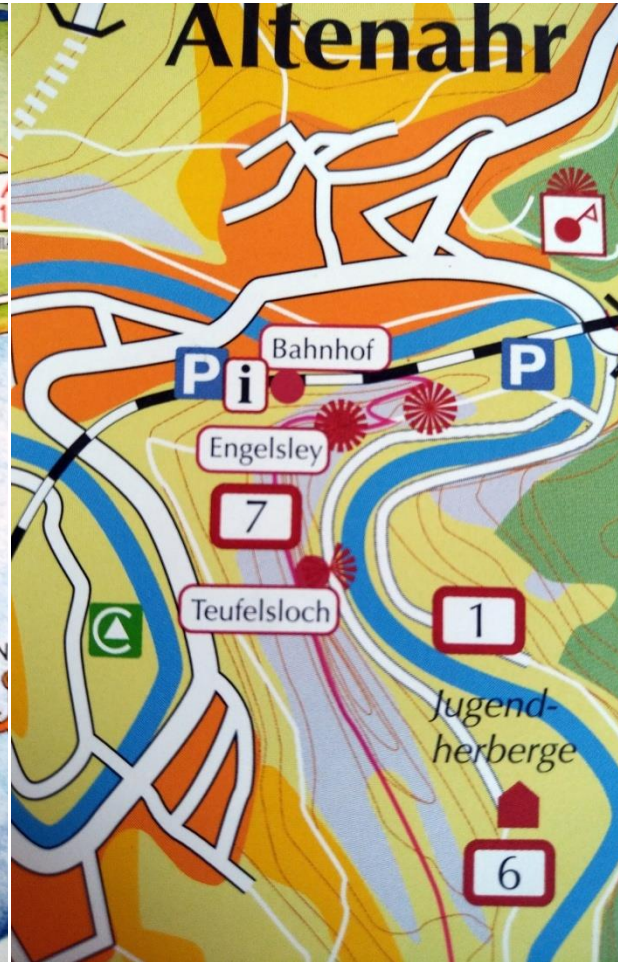 Altenahr
Bahnhof
P
i
P
Engelsley
7
Teufelsloch
1
Jugend-
herberge
6